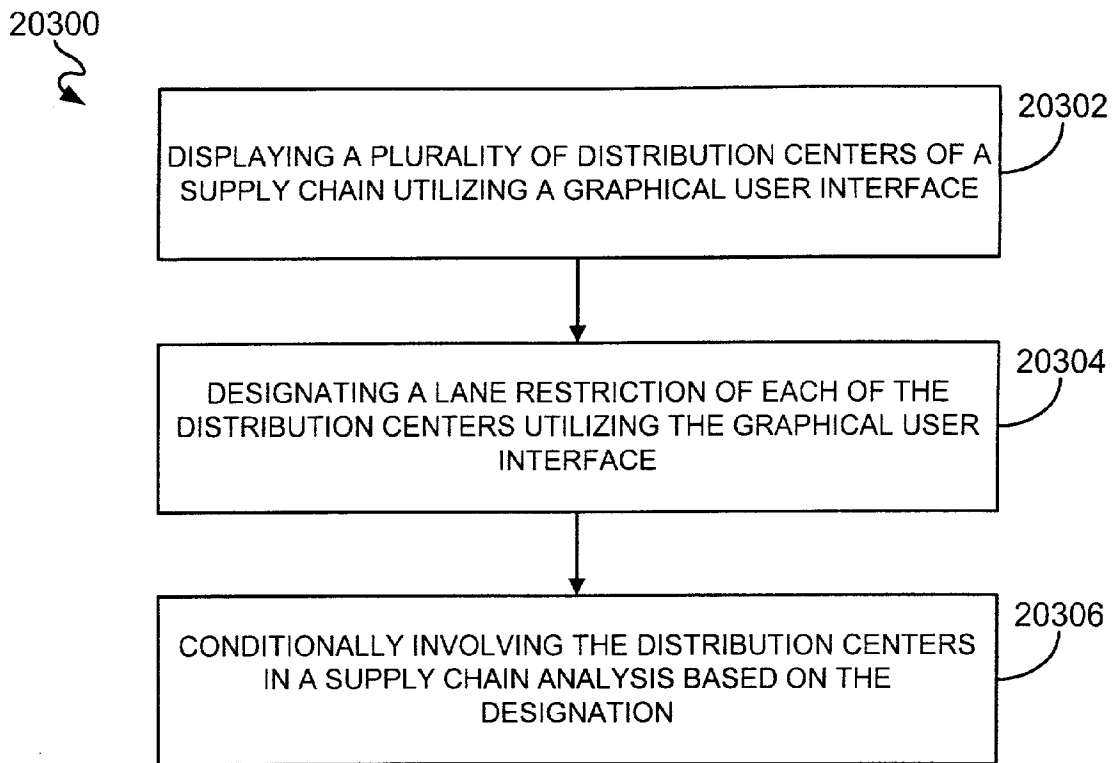 20300
20302
DISPLAYING A PLURALITY OF DISTRIBUTION CENTERS OF A
SUPPLY CHAIN UTILIZING A GRAPHICAL USER INTERFACE
20304
DESIGNATING A LANE RESTRICTION OF EACH OF THE
DISTRIBUTION CENTERS UTILIZING THE GRAPHICAL USER
INTERFACE
20306
CONDITIONALLY INVOLVING THE DISTRIBUTION CENTERS
IN A SUPPLY CHAIN ANALYSIS BASED ON THE
DESIGNATION